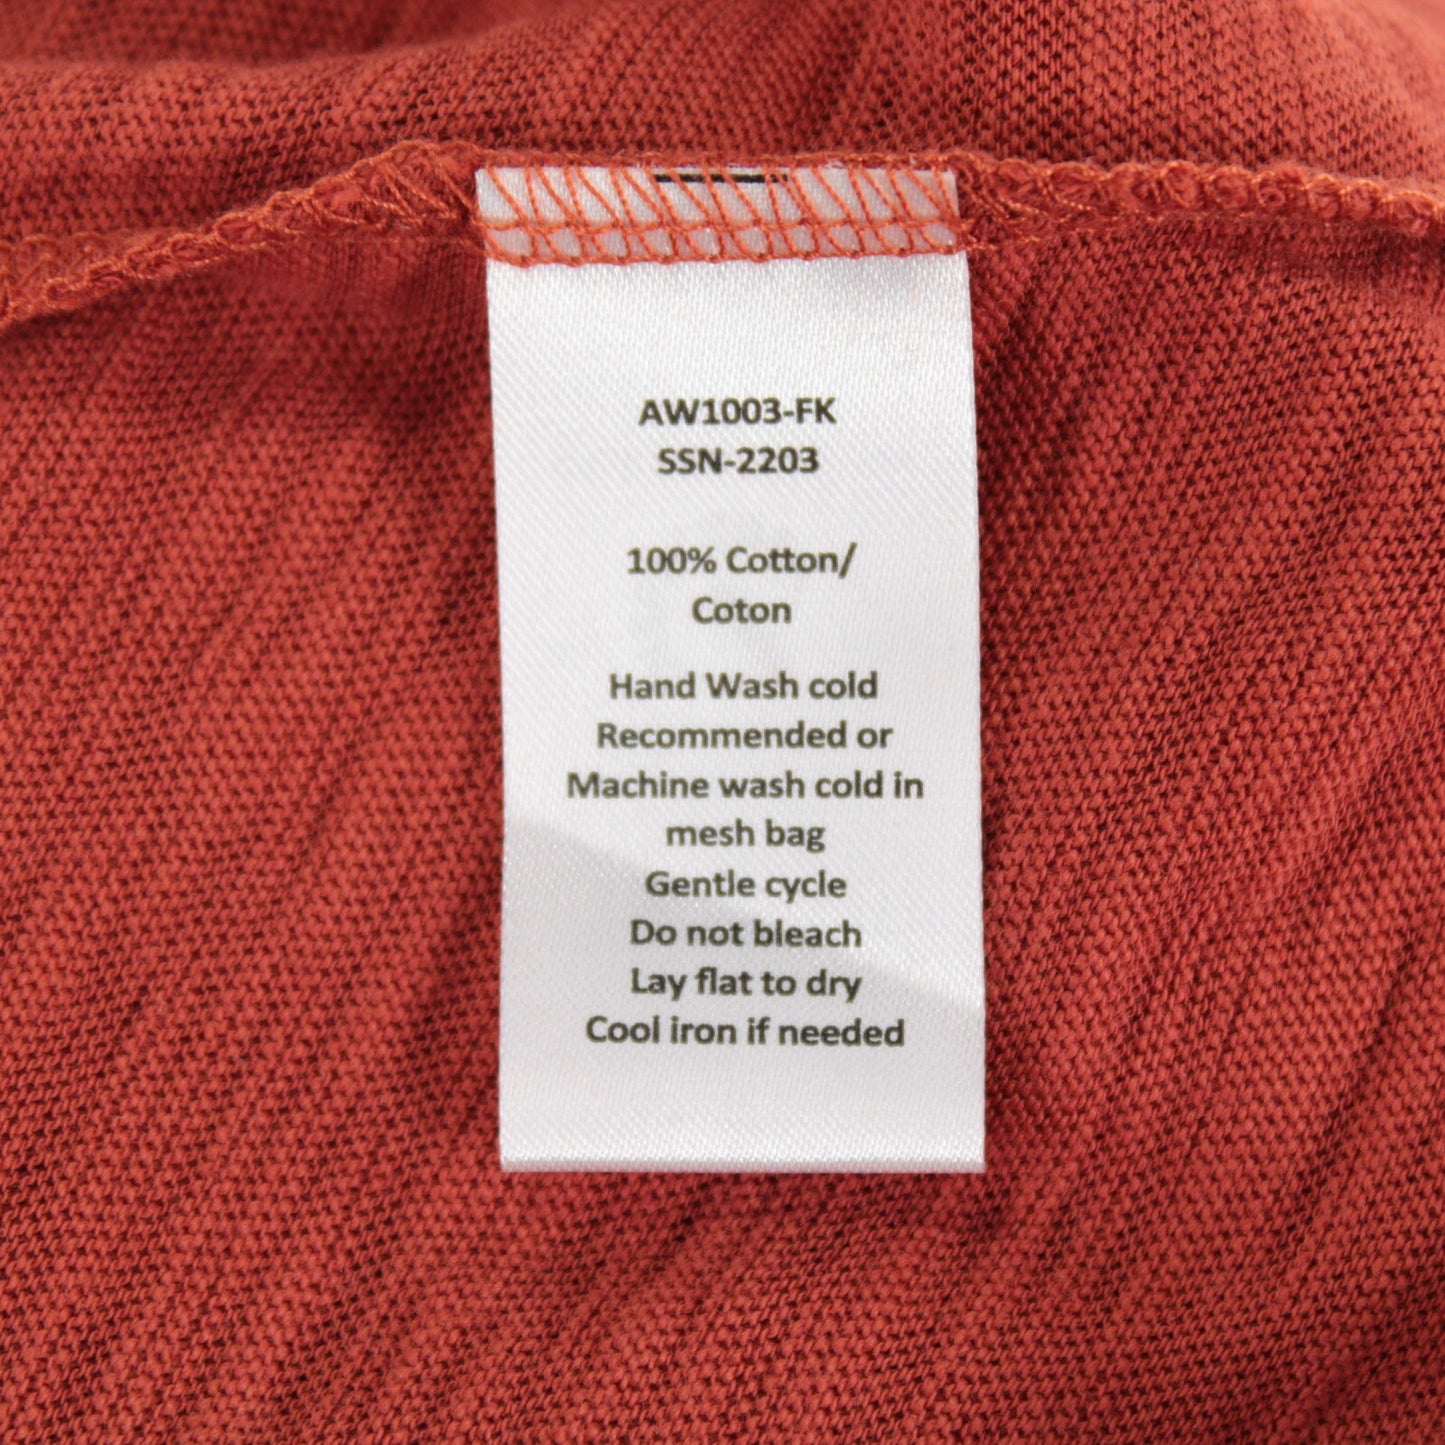 AW1003-FK
SSN-2203
100% Cotton/
Coton
Hand Wash cold
Recommended or
Machine wash cold in
mesh bag
Gentle cycle
Do not bleach
Lay flat to dry
Cool iron if needed